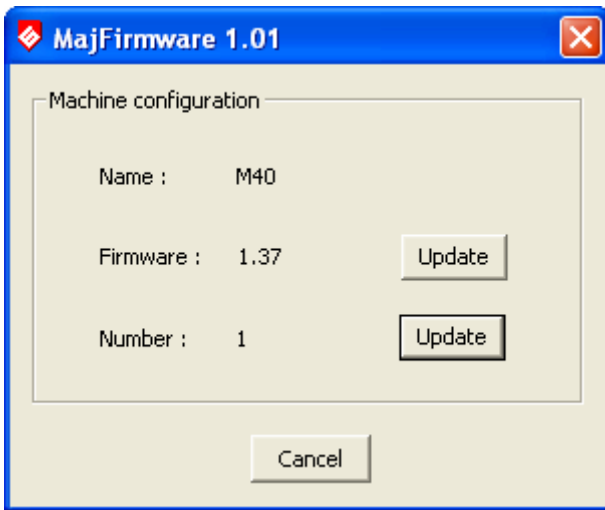 MajFirmware 1.01
Machine configuration
Name : M40
Firmware : 1.37 Update
Number : 1 Update
Cancel